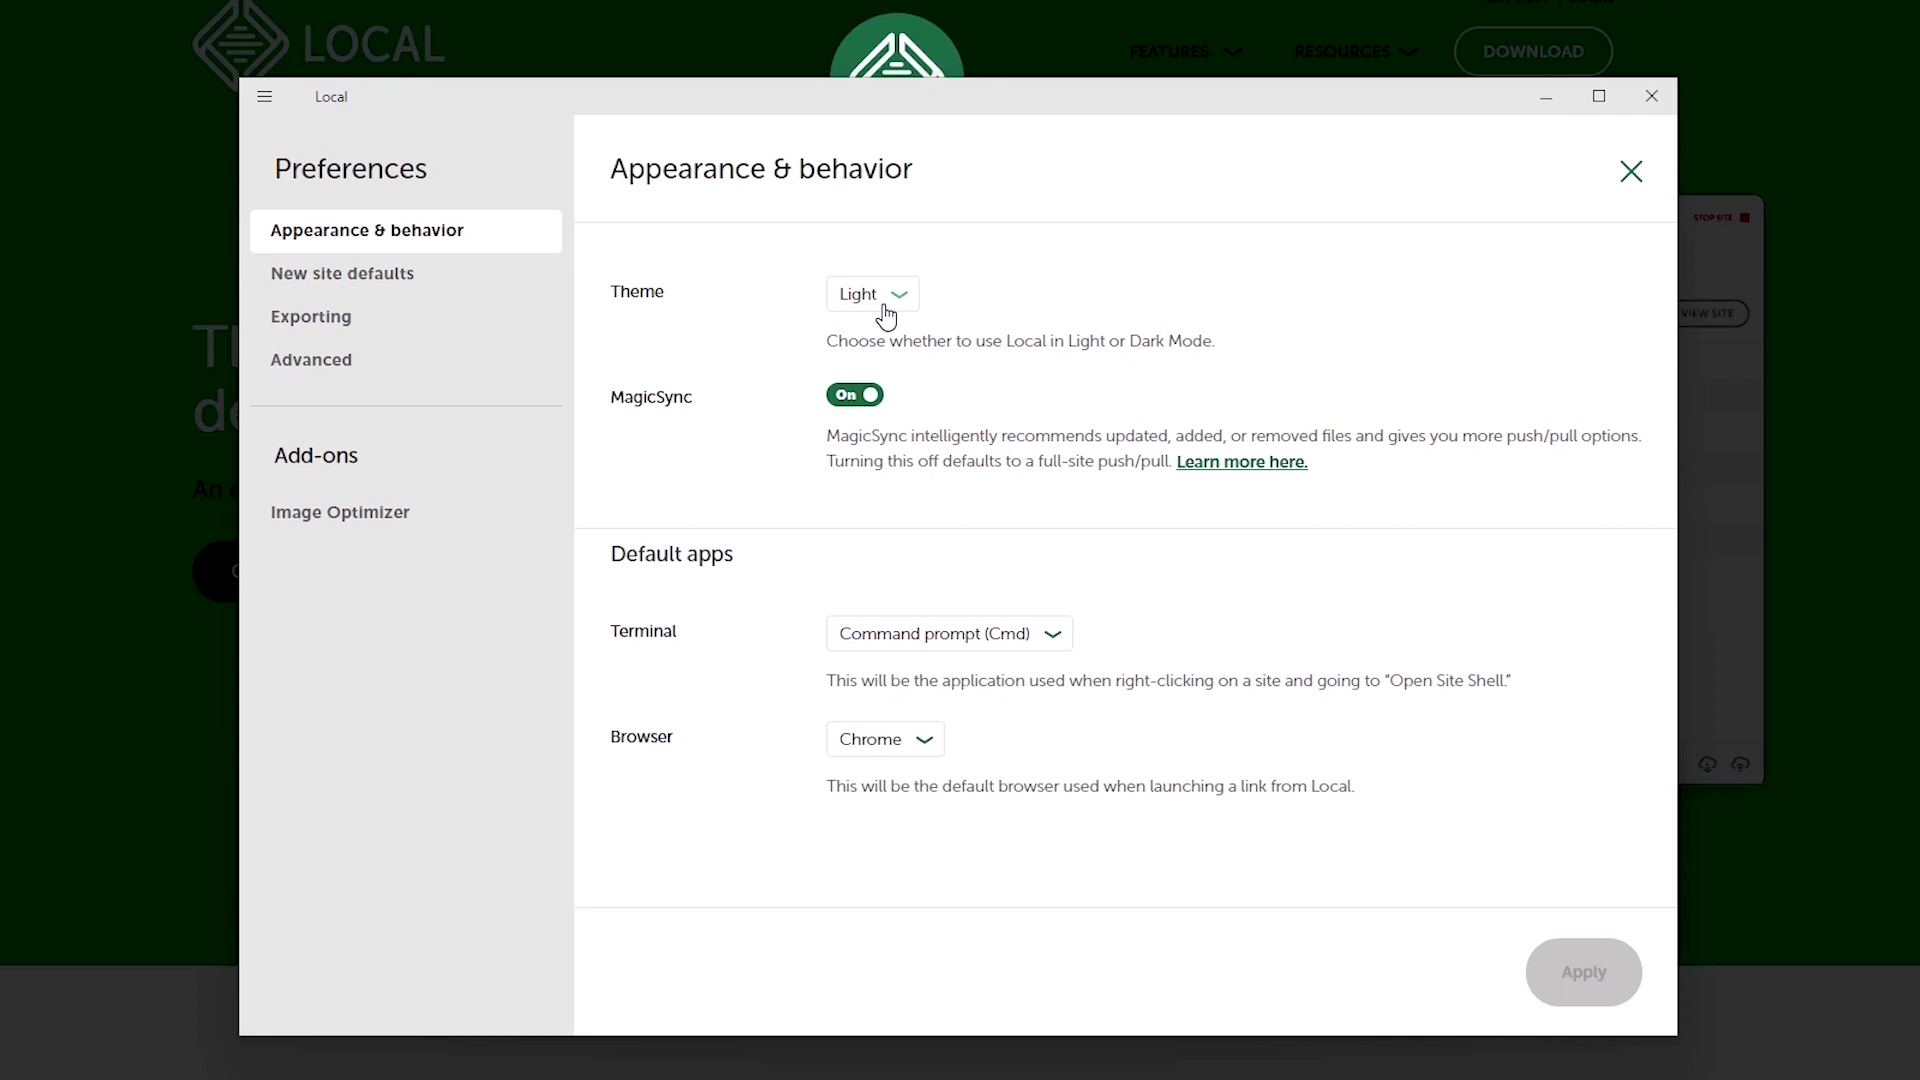 LOCAL
FEATURES
RESOURCES
DOWNLOAD
Local
Preferences
Appearance & behavior
New site defaults
Exporting
Advanced
Add-ons
Image Optimizer
Appearance & behavior
Theme
Light
Choose whether to use Local in Light or Dark Mode.
MagicSync
On
MagicSync intelligently recommends updated, added, or removed files and gives you more push/pull options.
Turning this off defaults to a full-site push/pull. Learn more here.
Default apps
Terminal
Command prompt (Cmd)
This will be the application used when right-clicking on a site and going to “Open Site Shell.”
Browser
Chrome
This will be the default browser used when launching a link from Local.
Apply
STOP SITE
VIEW SITE
An